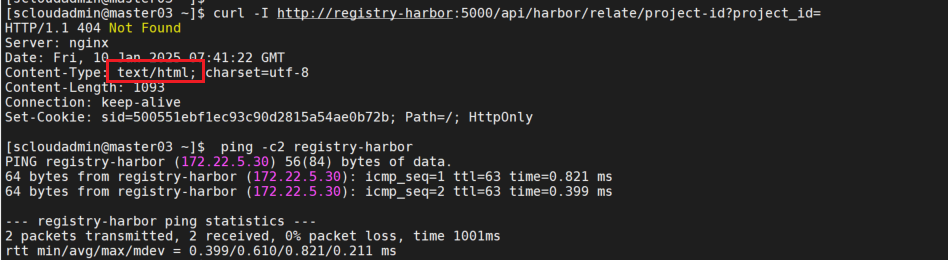 [scloudadmin@master03 ~]$ curl -I http://registry-harbor:5000/api/harbor/relate/project-id?project_id=
HTTP/1.1 404 Not Found
Server: nginx
Date: Fri, 10 Jan 2025 07:41:22 GMT
Content-Type: text/html; charset=utf-8
Content-Length: 1093
Connection: keep-alive
Set-Cookie: sid=500551ebf1ec93c90d2815a54ae0b72b; Path=/; HttpOnly
[scloudadmin@master03 ~]$  ping -c2 registry-harbor
PING registry-harbor (172.22.5.30) 56(84) bytes of data.
64 bytes from registry-harbor (172.22.5.30): icmp_seq=1 ttl=63 time=0.821 ms
64 bytes from registry-harbor (172.22.5.30): icmp_seq=2 ttl=63 time=0.399 ms
--- registry-harbor ping statistics ---
2 packets transmitted, 2 received, 0% packet loss, time 1001ms
rtt min/avg/max/mdev = 0.399/0.610/0.821/0.211 ms